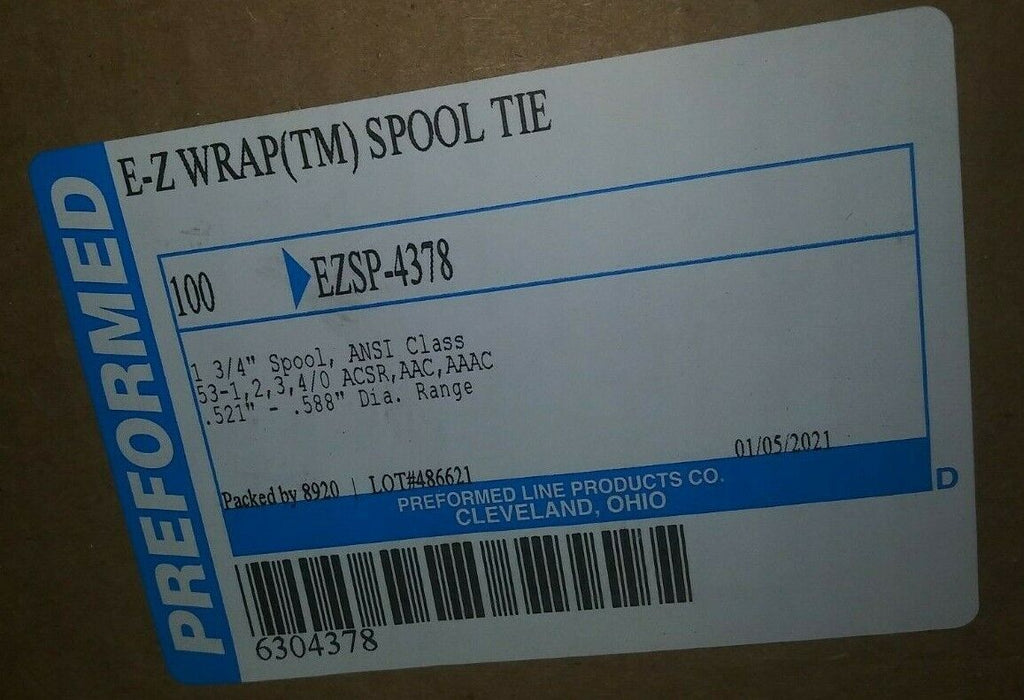 PREFORMED
E-Z WRAP(TM) SPOOL TIE
100 EZSP-4378
1 3/4" Spool, ANSI Class
53-1,2,3,4/0 ACSR,AAC,AAAC
.521" - .588" Dia. Range
01/05/2021
Packed by 8920 | LOT#486621
PREFORMED LINE PRODUCTS CO.
CLEVELAND, OHIO
D
6304378